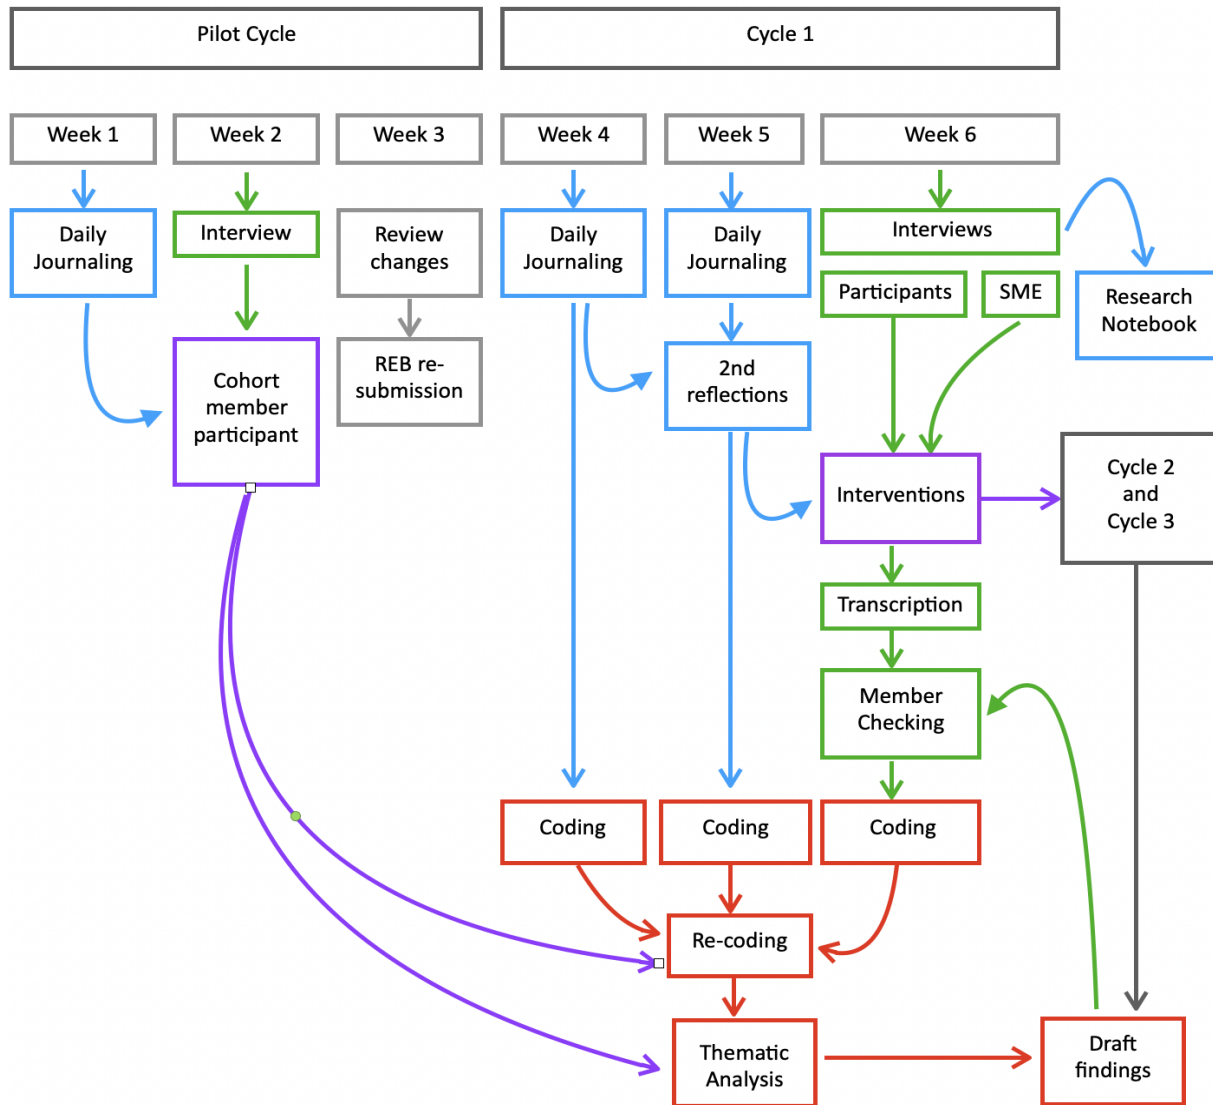 Pilot Cycle
Cycle 1
Week 1
Week 2
Week 3
Week 4
Week 5
Week 6
Daily
Journaling
Interview
Review
changes
Daily
Journaling
Daily
Journaling
Interviews
Participants
SME
Research
Notebook
Cohort
member
participant
REB re-
submission
2nd
reflections
Interventions
Cycle 2
and
Cycle 3
Transcription
Member
Checking
Coding
Coding
Coding
Re-coding
Thematic
Analysis
Draft
findings